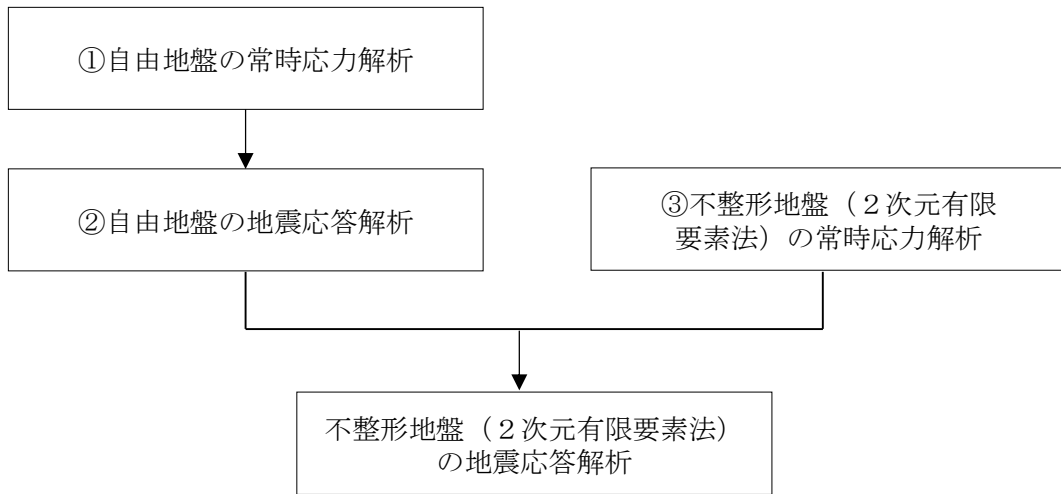 ①自由地盤の常時応力解析
②自由地盤の地震応答解析
③不整形地盤（２次元有限
要素法）の常時応力解析
不整形地盤（２次元有限要素法）
の地震応答解析